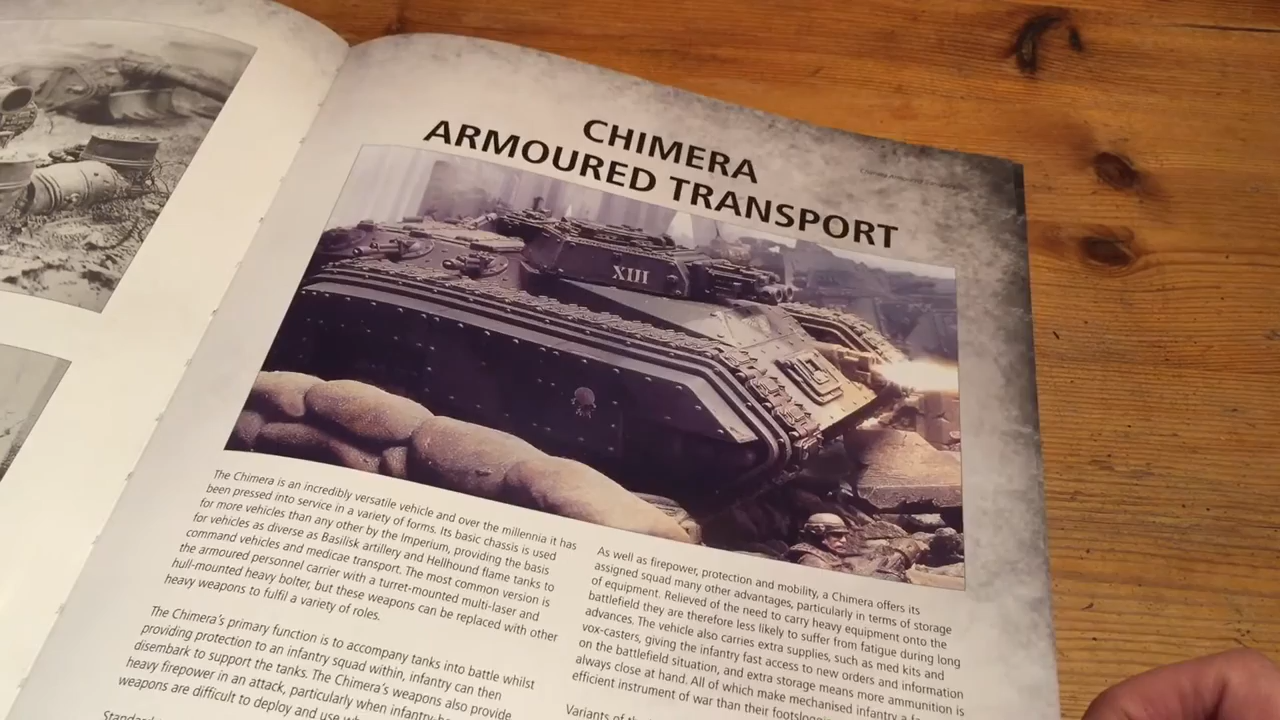 CHIMERA
ARMOURED TRANSPORT
Chimera Armoured Transport
XIII
The Chimera is an incredibly versatile vehicle and over the millennia it has
been pressed into service in a variety of forms. Its basic chassis is used
for more vehicles than any other by the Imperium, providing the basis
for vehicles as diverse as Basilisk artillery and Hellhound flame tanks to
command vehicles and medicae transport. The most common version is
the armoured personnel carrier with a turret-mounted multi-laser and
hull-mounted heavy bolter, but these weapons can be replaced with other
heavy weapons to fulfil a variety of roles.
The Chimera's primary function is to accompany tanks into battle whilst
providing protection to an infantry squad within, infantry can then
disembark to support the tanks. The Chimera's weapons also provide
heavy firepower in an attack, particularly when infantry
weapons are difficult to deploy and use
As well as firepower, protection and mobility, a Chimera offers its
assigned squad many other advantages, particularly in terms of storage
of equipment. Relieved of the need to carry heavy equipment onto the
battlefield they are therefore less likely to suffer from fatigue during long
advances. The vehicle also carries extra supplies, such as med kits and
vox-casters, giving the infantry fast access to new orders and information
on the battlefield situation, and extra storage means more ammunition is
always close at hand. All of which make mechanised infantry a
efficient instrument of war than their
Variants of